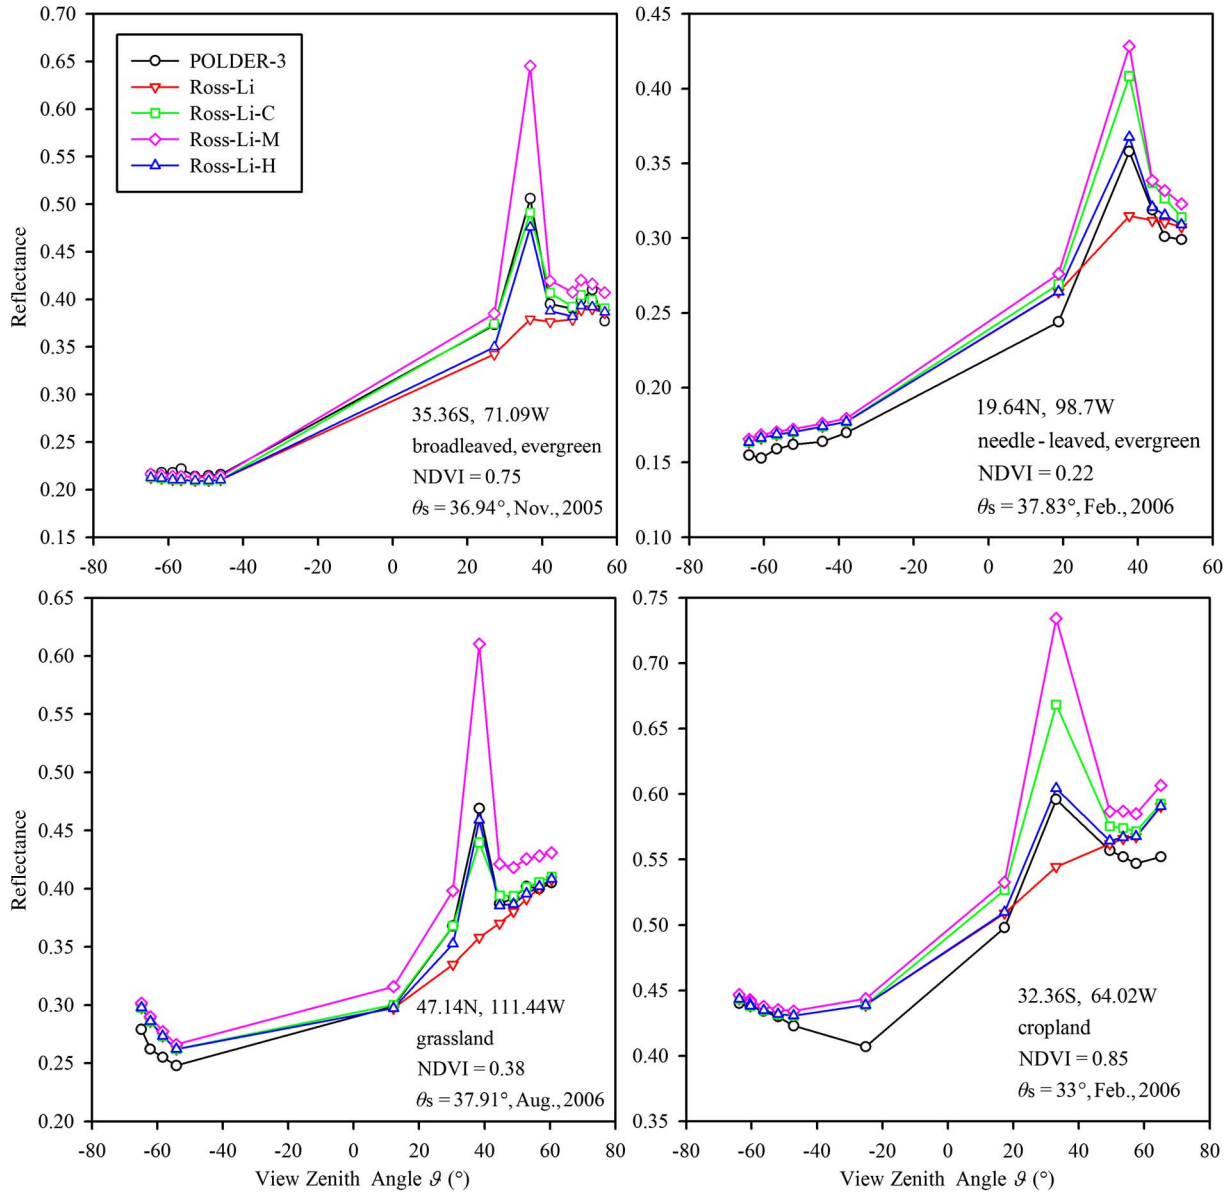 0.70
0.65
0.60
0.55
0.50
0.45
0.40
0.35
0.30
0.25
0.20
0.15
Reflectance
POLDER-3
Ross-Li
Ross-Li-C
Ross-Li-M
Ross-Li-H
35.36S, 71.09W
broadleaved, evergreen
NDVI = 0.75
θs = 36.94°, Nov., 2005
-80 -60 -40 -20 0 20 40 60
0.45
0.40
0.35
0.30
0.25
0.20
0.15
0.10
19.64N, 98.7W
needle - leaved, evergreen
NDVI = 0.22
θs = 37.83°, Feb., 2006
-80 -60 -40 -20 0 20 40 60
0.65
0.60
0.55
0.50
0.45
0.40
0.35
0.30
0.25
0.20
Reflectance
47.14N, 111.44W
grassland
NDVI = 0.38
θs = 37.91°, Aug., 2006
-80 -60 -40 -20 0 20 40 60 80
View Zenith Angle ϑ (°)
0.75
0.70
0.65
0.60
0.55
0.50
0.45
0.40
0.35
32.36S, 64.02W
cropland
NDVI = 0.85
θs = 33°, Feb., 2006
-80 -60 -40 -20 0 20 40 60 80
View Zenith Angle ϑ (°)